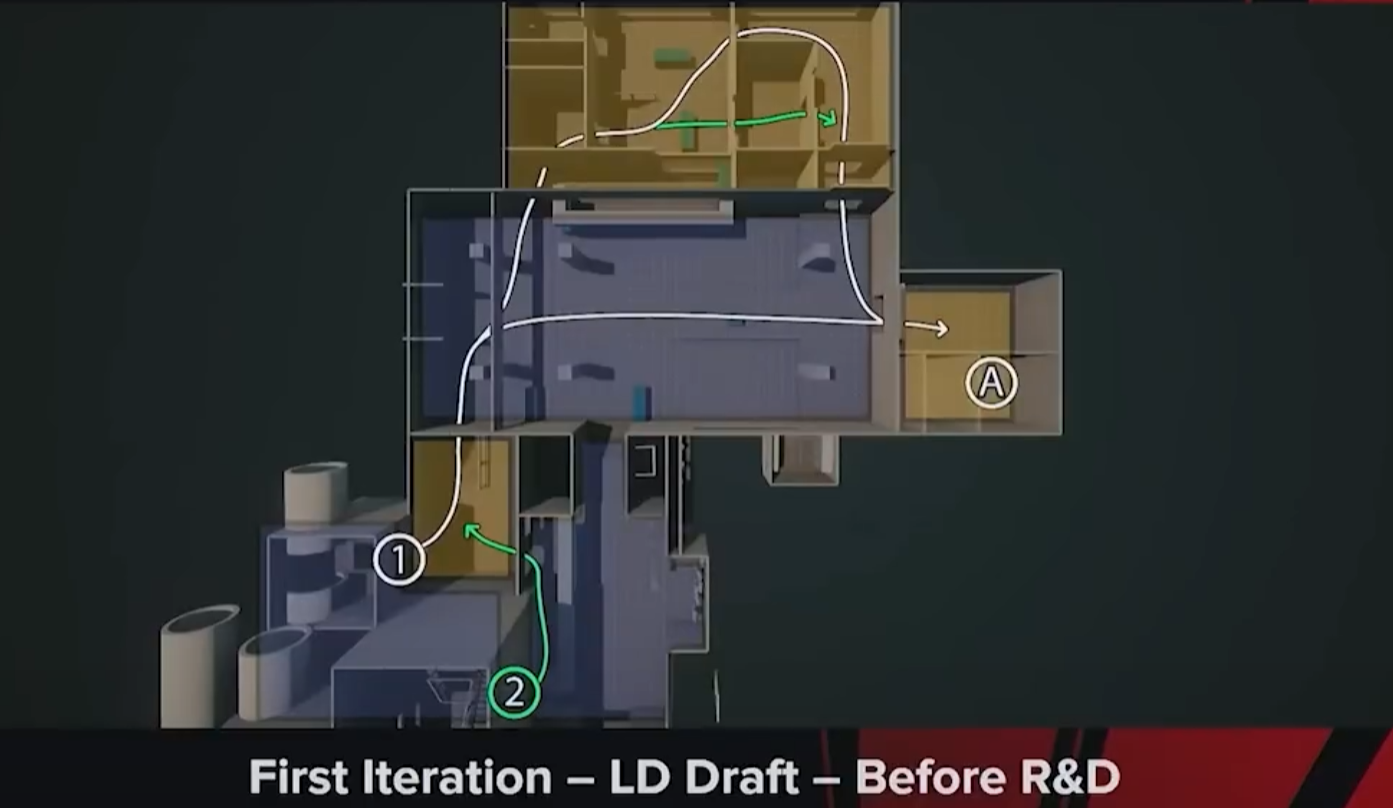 A
1
2
First Iteration – LD Draft – Before R&D